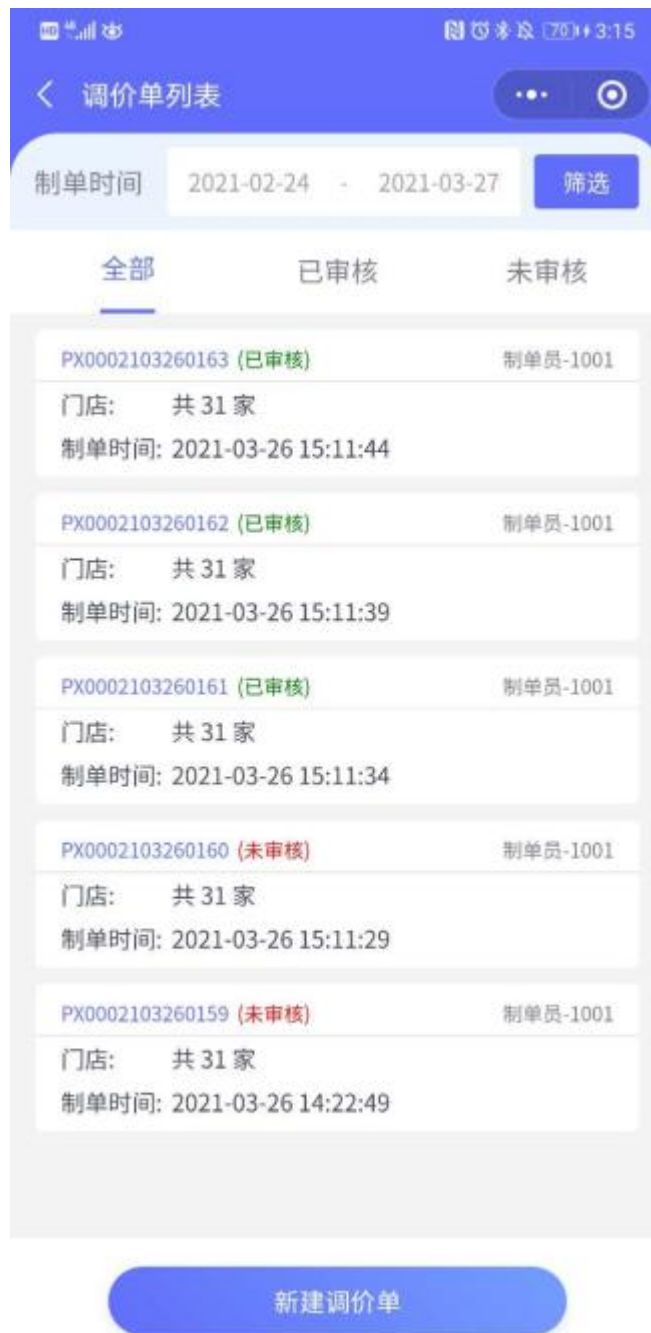 HD 4G 70 3:15
调价单列表
制单时间 2021-02-24 - 2021-03-27 筛选
全部 已审核 未审核
PX0002103260163 (已审核) 制单员-1001
门店: 共 31 家
制单时间: 2021-03-26 15:11:44
PX0002103260162 (已审核) 制单员-1001
门店: 共 31 家
制单时间: 2021-03-26 15:11:39
PX0002103260161 (已审核) 制单员-1001
门店: 共 31 家
制单时间: 2021-03-26 15:11:34
PX0002103260160 (未审核) 制单员-1001
门店: 共 31 家
制单时间: 2021-03-26 15:11:29
PX0002103260159 (未审核) 制单员-1001
门店: 共 31 家
制单时间: 2021-03-26 14:22:49
新建调价单